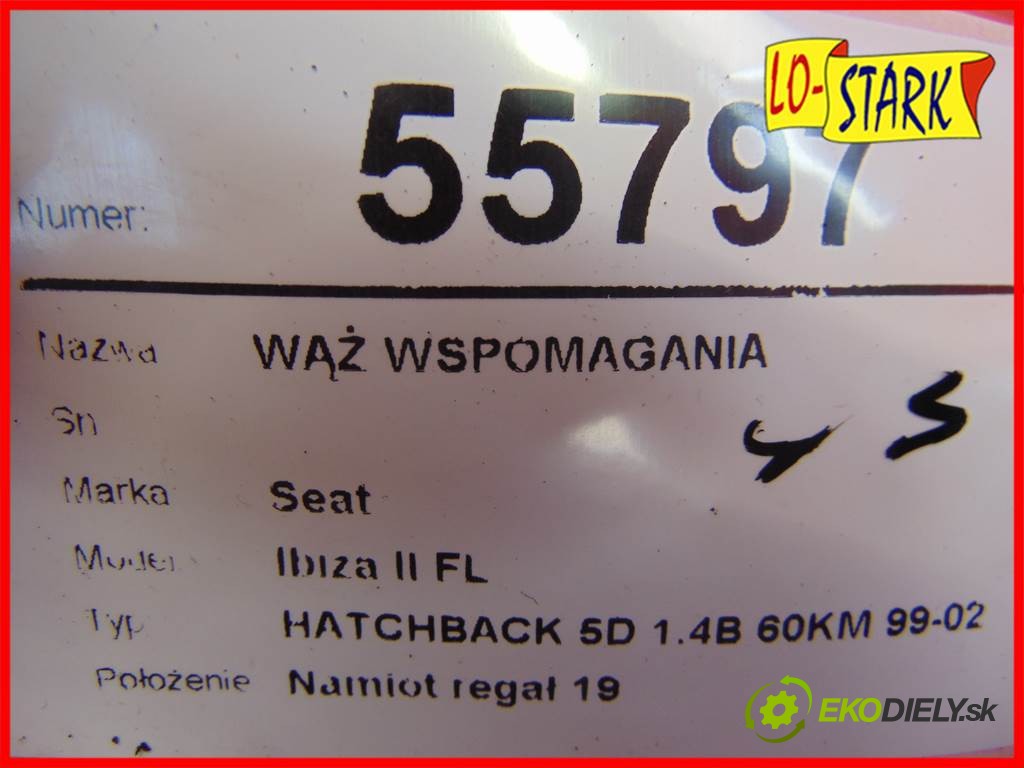 LO-STARK
Numer: 55797
Nazwa WĄŻ WSPOMAGANIA
Sn
Marka Seat
Model Ibiza II FL
Typ HATCHBACK 5D 1.4B 60KM 99-02
Położenie Namiot regał 19
EKODIELY.sk